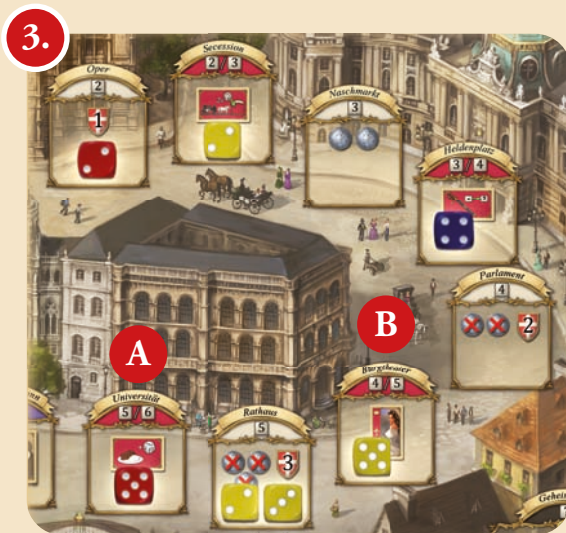 3.
Oper
2
1
Secession
2 3
Naschmarkt
3
Heldenplatz
3 / 4
Parlament
4
2
A
B
Universität
5 / 6
Rathaus
5
3
Burgtheater
4 / 5